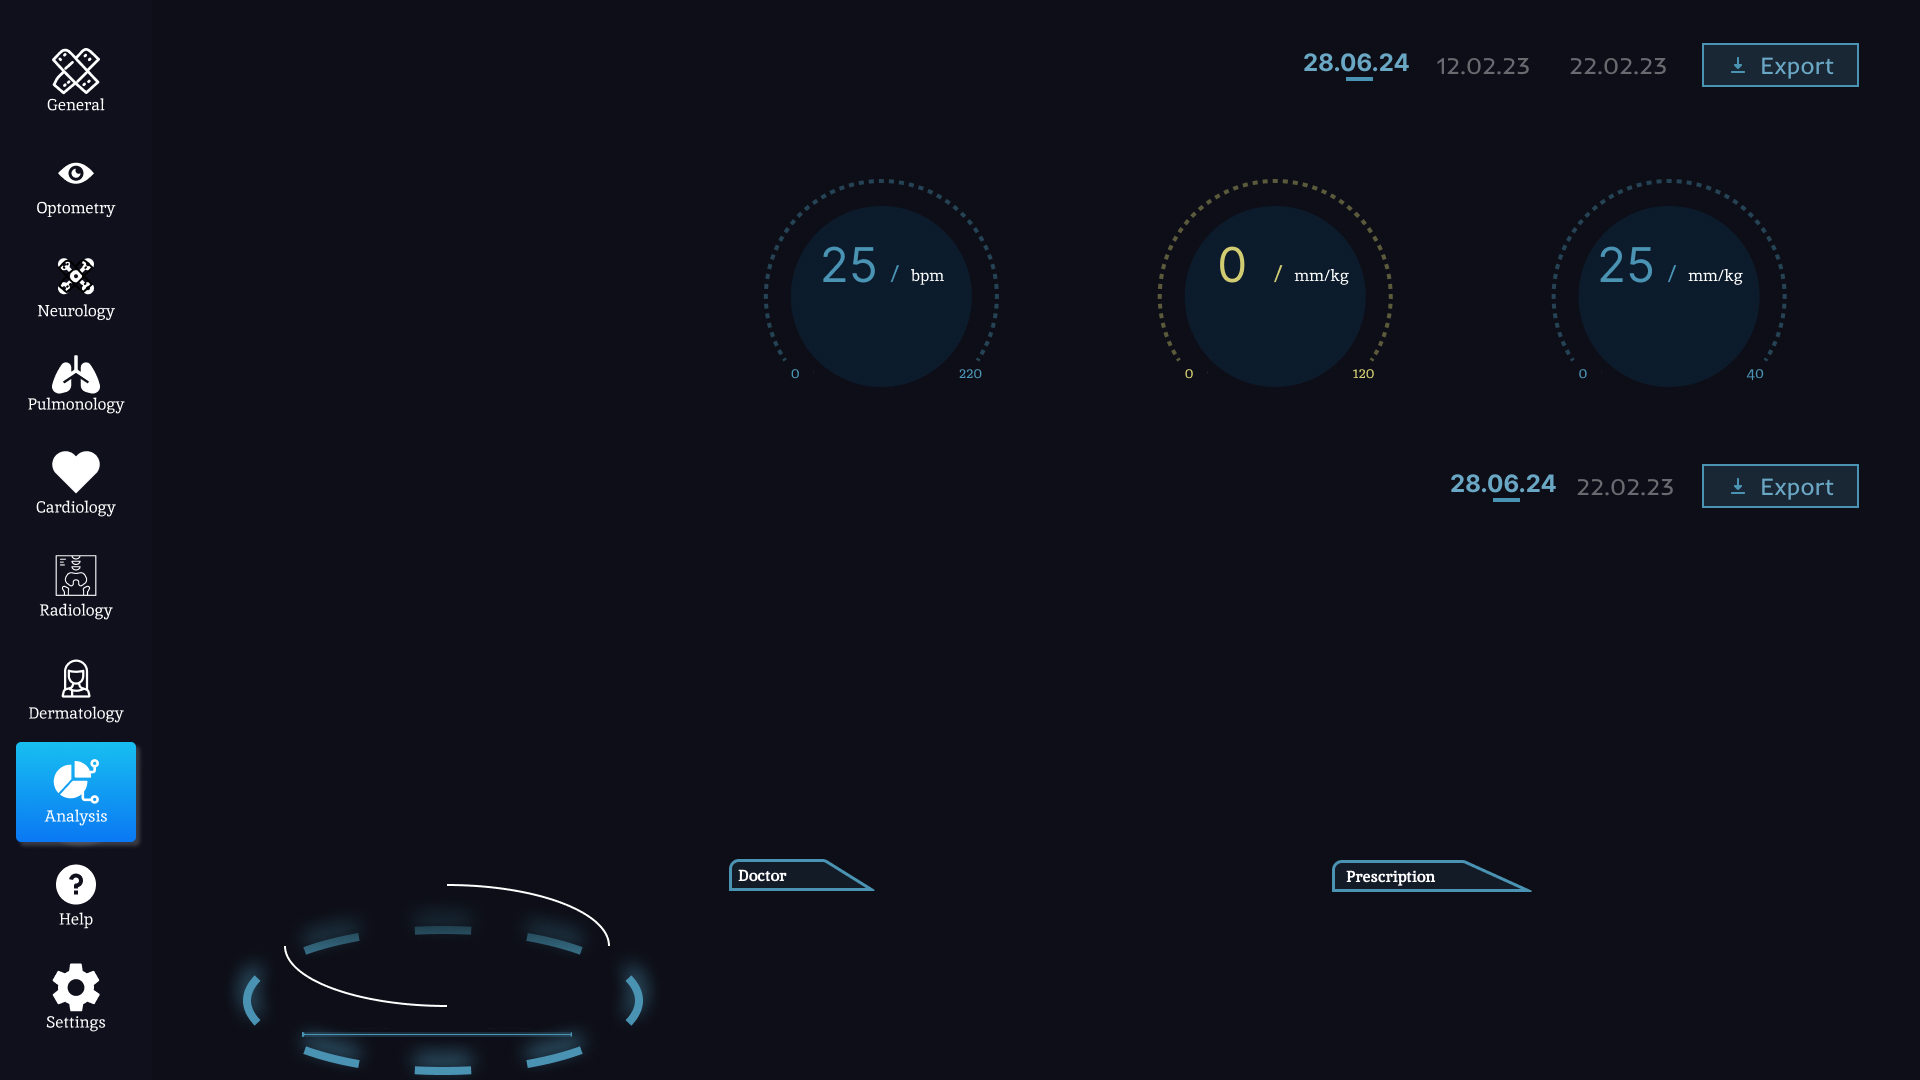 General
Optometry
Neurology
Pulmonology
Cardiology
Radiology
Dermatology
Analysis
Help
Settings
28.06.24 12.02.23 22.02.23 Export
25 / bpm
0 220
0 / mm/kg
0 120
25 / mm/kg
0 40
28.06.24 22.02.23 Export
Doctor
Prescription